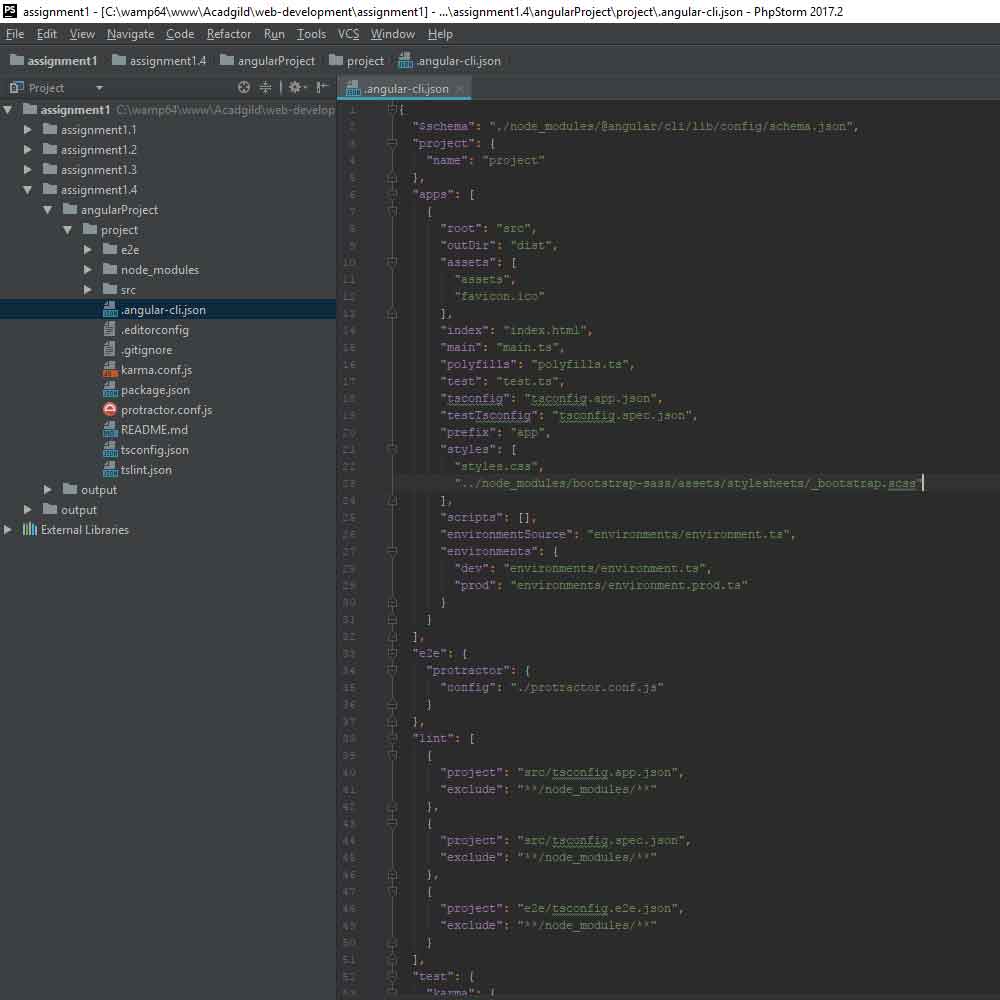 PS assignment1 - [C:\wamp64\www\Acadgild\web-development\assignment1] - ...\assignment1.4\angularProject\project\.angular-cli.json - PhpStorm 2017.2
File Edit View Navigate Code Refactor Run Tools VCS Window Help
assignment1 assignment1.4 angularProject project .angular-cli.json
Project
.angular-cli.json
assignment1 C:\wamp64\www\Acadgild\web-develop
assignment1.1
assignment1.2
assignment1.3
assignment1.4
angularProject
project
e2e
node_modules
src
.angular-cli.json
.editorconfig
.gitignore
karma.conf.js
package.json
protractor.conf.js
README.md
tsconfig.json
tslint.json
output
output
External Libraries
1 {
2 "$schema": "./node_modules/@angular/cli/lib/config/schema.json",
3 "project": {
4 "name": "project"
5 },
6 "apps": [
7 {
8 "root": "src",
9 "outDir": "dist",
10 "assets": [
11 "assets",
12 "favicon.ico"
13 ],
14 "index": "index.html",
15 "main": "main.ts",
16 "polyfills": "polyfills.ts",
17 "test": "test.ts",
18 "tsconfig": "tsconfig.app.json",
19 "testTsconfig": "tsconfig.spec.json",
20 "prefix": "app",
21 "styles": [
22 "styles.css",
23 "../node_modules/bootstrap-sass/assets/stylesheets/_bootstrap.scss"
24 ],
25 "scripts": [],
26 "environmentSource": "environments/environment.ts",
27 "environments": {
28 "dev": "environments/environment.ts",
29 "prod": "environments/environment.prod.ts"
30 }
31 }
32 ],
33 "e2e": {
34 "protractor": {
35 "config": "./protractor.conf.js"
36 }
37 },
38 "lint": [
39 {
40 "project": "src/tsconfig.app.json",
41 "exclude": "**/node_modules/**"
42 },
43 {
44 "project": "src/tsconfig.spec.json",
45 "exclude": "**/node_modules/**"
46 },
47 {
48 "project": "e2e/tsconfig.e2e.json",
49 "exclude": "**/node_modules/**"
50 }
51 ],
52 "test": {
53 "karma": {